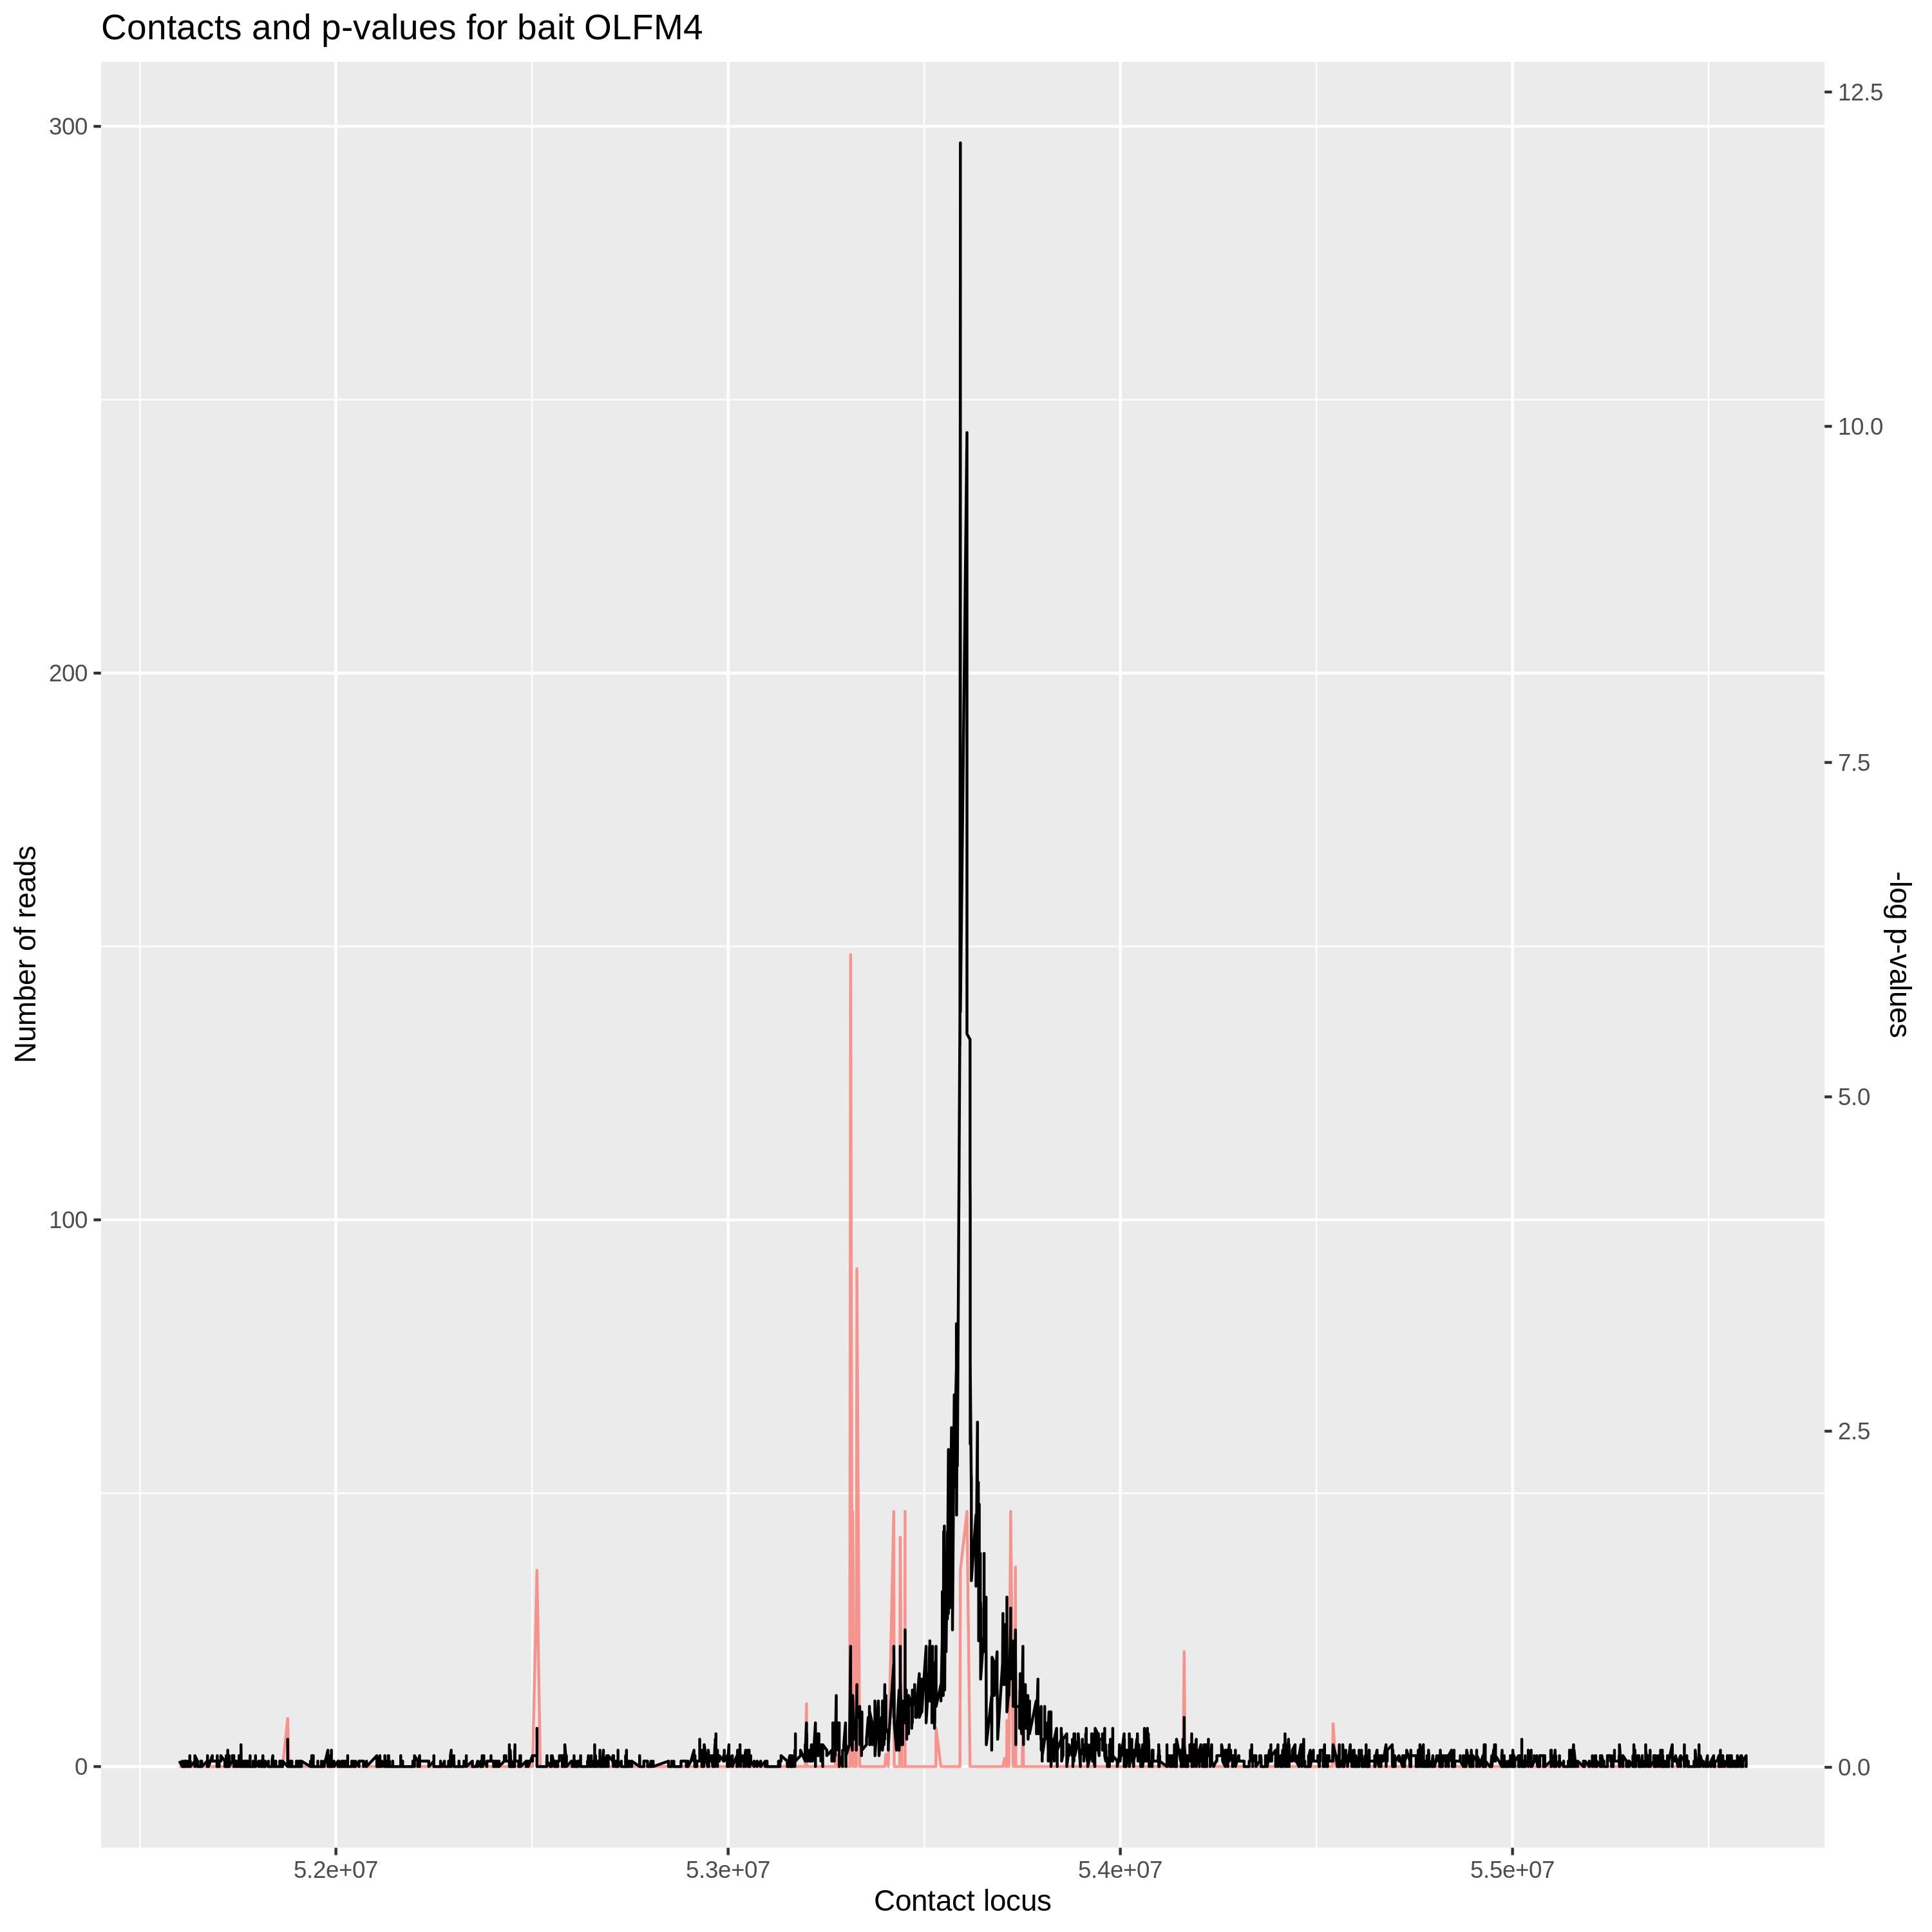 Contacts and p-values for bait OLFM4
Number of reads
300
200
100
0
12.5
10.0
7.5
5.0
2.5
0.0
-log p-values
5.2e+07
5.3e+07
5.4e+07
5.5e+07
Contact locus